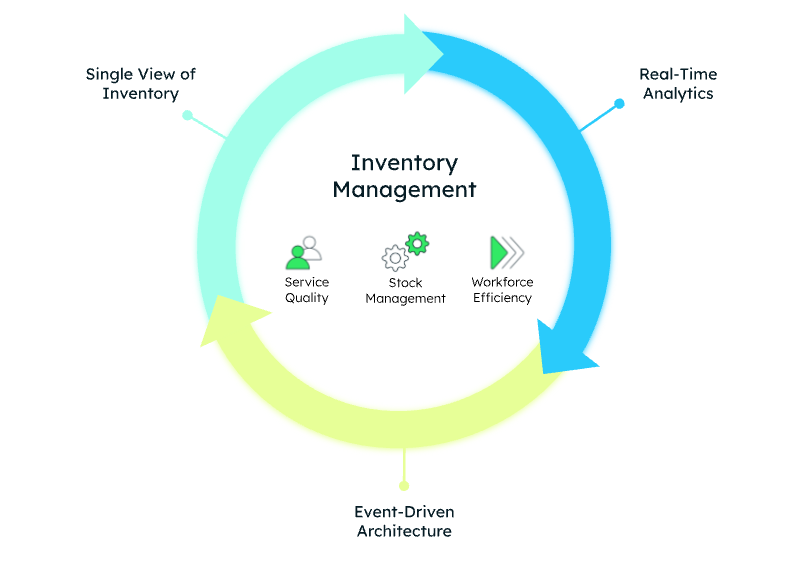 Single View of
Inventory
Real-Time
Analytics
Inventory
Management
Service
Quality
Stock
Management
Workforce
Efficiency
Event-Driven
Architecture